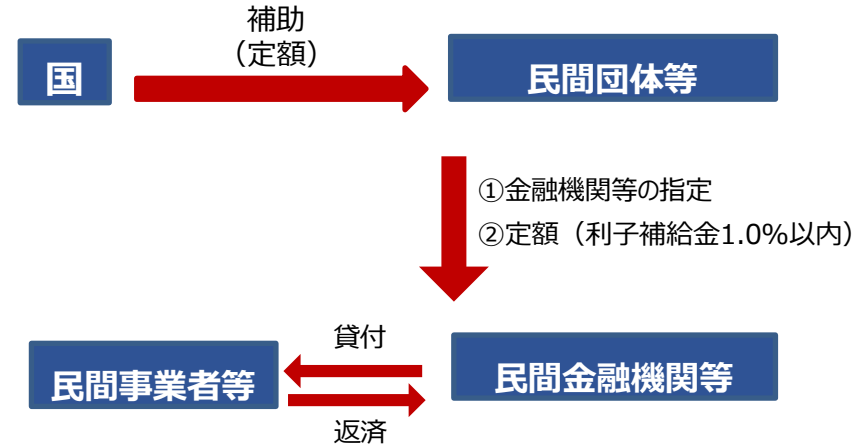 補助
（定額）
国
民間団体等
①金融機関等の指定
②定額（利子補給金1.0%以内）
貸付
民間事業者等
民間金融機関等
返済